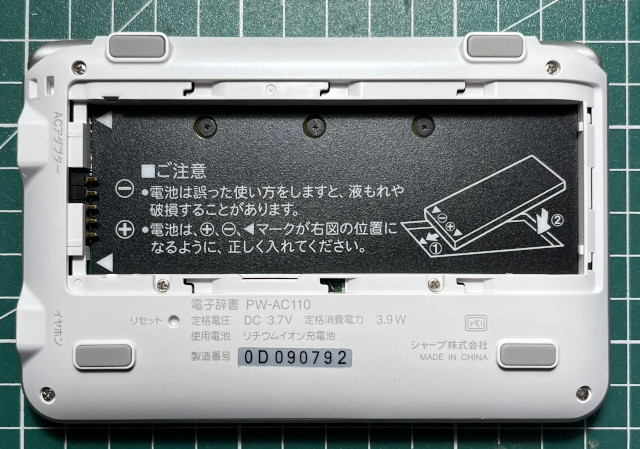 ACアダプター
■ご注意
⊖ •電池は誤った使い方をしますと、液もれや
破損することがあります。
⊕ •電池は、⊕、⊖、◀マークが右図の位置に
なるように、正しく入れてください。
⊖
⊕
①
②
イヤホン
リセット
電子辞書 PW-AC110
定格電圧 DC 3.7V 定格消費電力 3.9W
使用電池 リチウムイオン充電池
製造番号 0D090792
シャープ株式会社
MADE IN CHINA